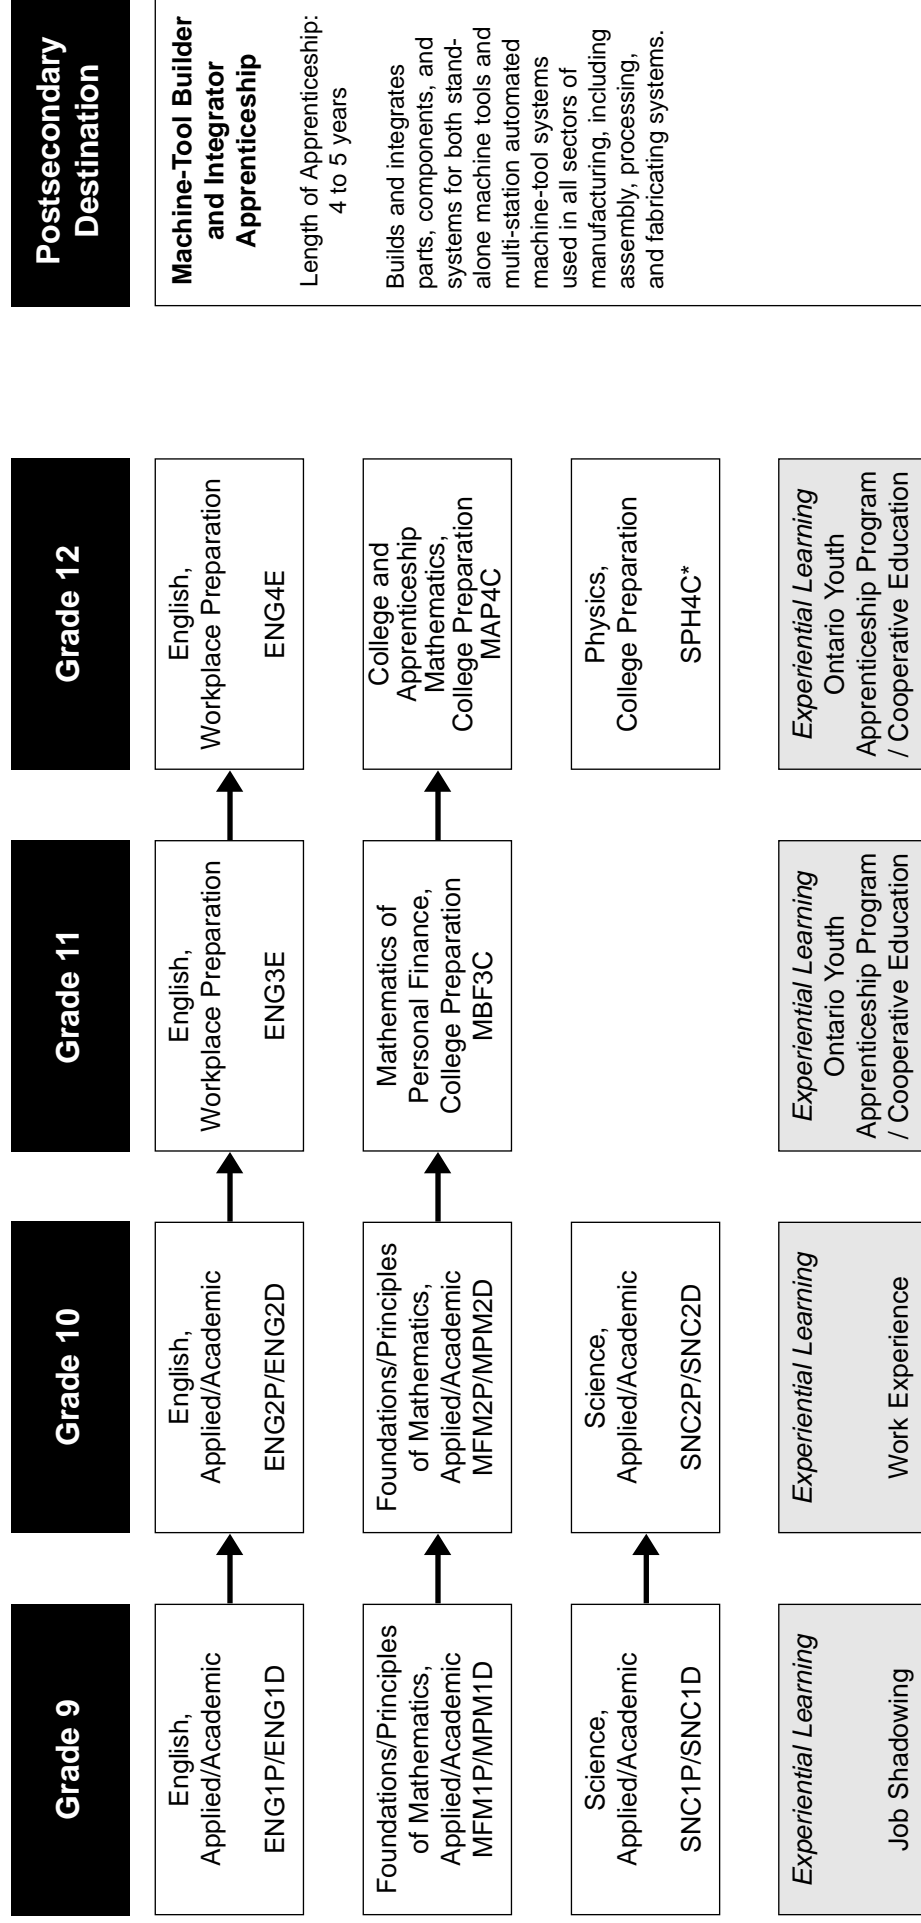 Grade 9
Grade 10
Grade 11
Grade 12
Postsecondary
Destination
English,
Applied/Academic
ENG1P/ENG1D
English,
Applied/Academic
ENG2P/ENG2D
English,
Workplace Preparation
ENG3E
English,
Workplace Preparation
ENG4E
Machine-Tool Builder
and Integrator
Apprenticeship
Length of Apprenticeship:
4 to 5 years
Builds and integrates
parts, components, and
systems for both stand-
alone machine tools and
multi-station automated
machine-tool systems
used in all sectors of
manufacturing, including
assembly, processing,
and fabricating systems.
Foundations/Principles
of Mathematics,
Applied/Academic
MFM1P/MPM1D
Foundations/Principles
of Mathematics,
Applied/Academic
MFM2P/MPM2D
Mathematics of
Personal Finance,
College Preparation
MBF3C
College and
Apprenticeship
Mathematics,
College Preparation
MAP4C
Science,
Applied/Academic
SNC1P/SNC1D
Science,
Applied/Academic
SNC2P/SNC2D
Physics,
College Preparation
SPH4C*
Experiential Learning
Job Shadowing
Experiential Learning
Work Experience
Experiential Learning
Ontario Youth
Apprenticeship Program
/ Cooperative Education
Experiential Learning
Ontario Youth
Apprenticeship Program
/ Cooperative Education